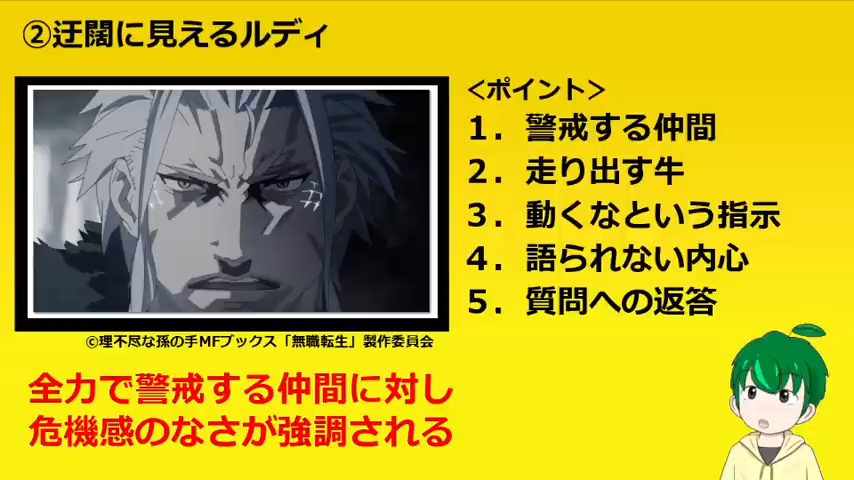 ②迂闊に見えるルディ
<ポイント>
１．警戒する仲間
２．走り出す牛
３．動くなという指示
４．語られない内心
５．質問への返答
©理不尽な孫の手MFブックス「無職転生」製作委員会
全力で警戒する仲間に対し
危機感のなさが強調される